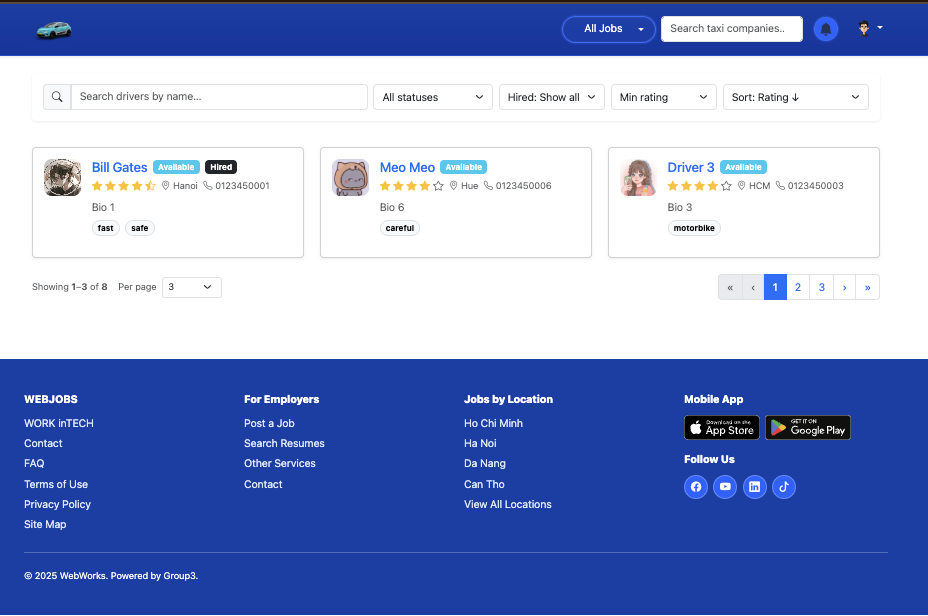 All Jobs
Search taxi companies..
Search drivers by name...
All statuses
Hired: Show all
Min rating
Sort: Rating ↓
Bill Gates Available Hired
Hanoi 0123450001
Bio 1
fast safe
Meo Meo Available
Hue 0123450006
Bio 6
careful
Driver 3 Available
HCM 0123450003
Bio 3
motorbike
Showing 1–3 of 8 Per page 3
« ‹ 1 2 3 › »
WEBJOBS
WORK inTECH
Contact
FAQ
Terms of Use
Privacy Policy
Site Map
For Employers
Post a Job
Search Resumes
Other Services
Contact
Jobs by Location
Ho Chi Minh
Ha Noi
Da Nang
Can Tho
View All Locations
Mobile App
Download on the
App Store
GET IT ON
Google Play
Follow Us
© 2025 WebWorks. Powered by Group3.